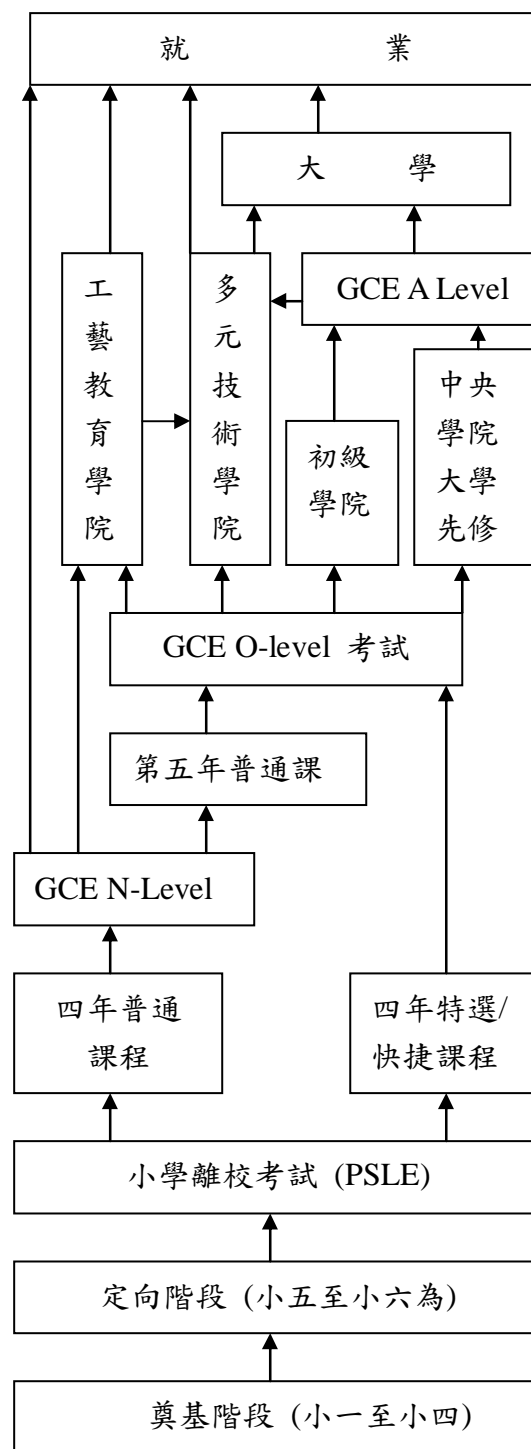 就 業
大 學
工藝教育學院
多元技術學院
GCE A Level
初級
學院
中央
學院
大學
先修
GCE O-level 考試
第五年普通課
GCE N-Level
四年普通
課程
四年特選/
快捷課程
小學離校考試 (PSLE)
定向階段 (小五至小六為)
奠基階段 (小一至小四)